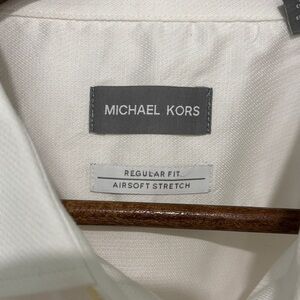 MICHAEL KORS
REGULAR FIT
AIRSOFT STRETCH